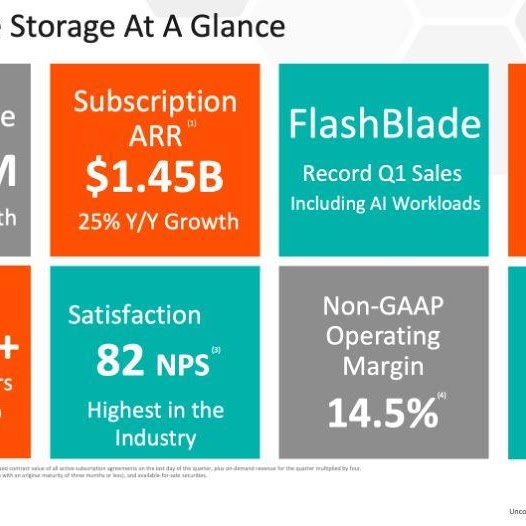 Storage At A Glance
e
M
th
Subscription
ARR (1)
$1.45B
25% Y/Y Growth
FlashBlade
Record Q1 Sales
Including AI Workloads
+
rs
Satisfaction
82 NPS (3)
Highest in the
Industry
Non-GAAP
Operating
Margin
14.5% (4)
contract value of all active subscription agreements on the last day of the quarter, plus on-demand revenue for the quarter multiplied by four.
with an original maturity of three months or less), and available-for-sale securities.
Unco